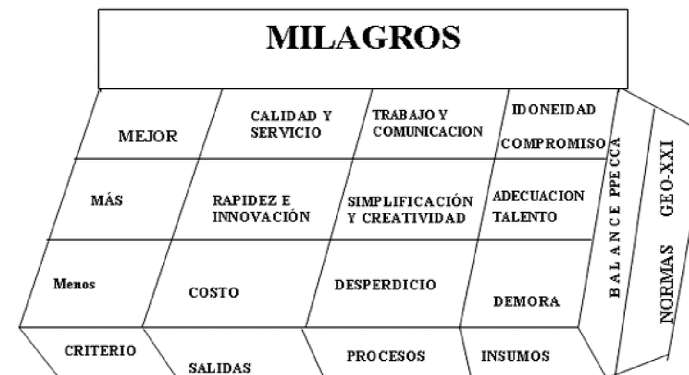 MILAGROS
MEJOR
CALIDAD Y
SERVICIO
TRABAJO Y
COMUNICACION
IDONEIDAD
COMPROMISO
MÁS
RAPIDEZ E
INNOVACIÓN
SIMPLIFICACIÓN
Y CREATIVIDAD
ADECUACION
TALENTO
Menos
COSTO
DESPERDICIO
DEMORA
CRITERIO
SALIDAS
PROCESOS
INSUMOS
BALANCE PPECCA
NORMAS GEO-XXI